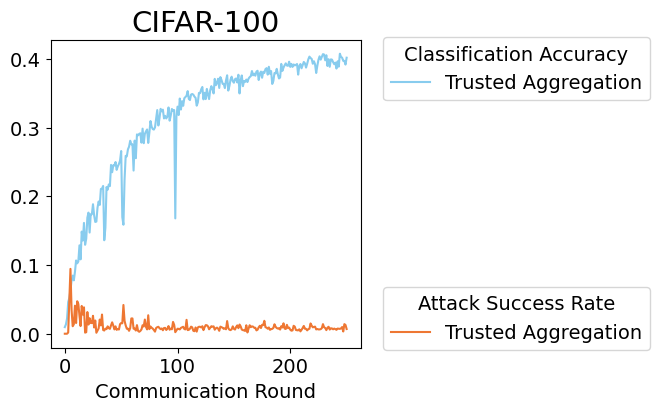 CIFAR-100
0.4
0.3
0.2
0.1
0.0
0
100
200
Communication Round
Classification Accuracy
Trusted Aggregation
Attack Success Rate
Trusted Aggregation